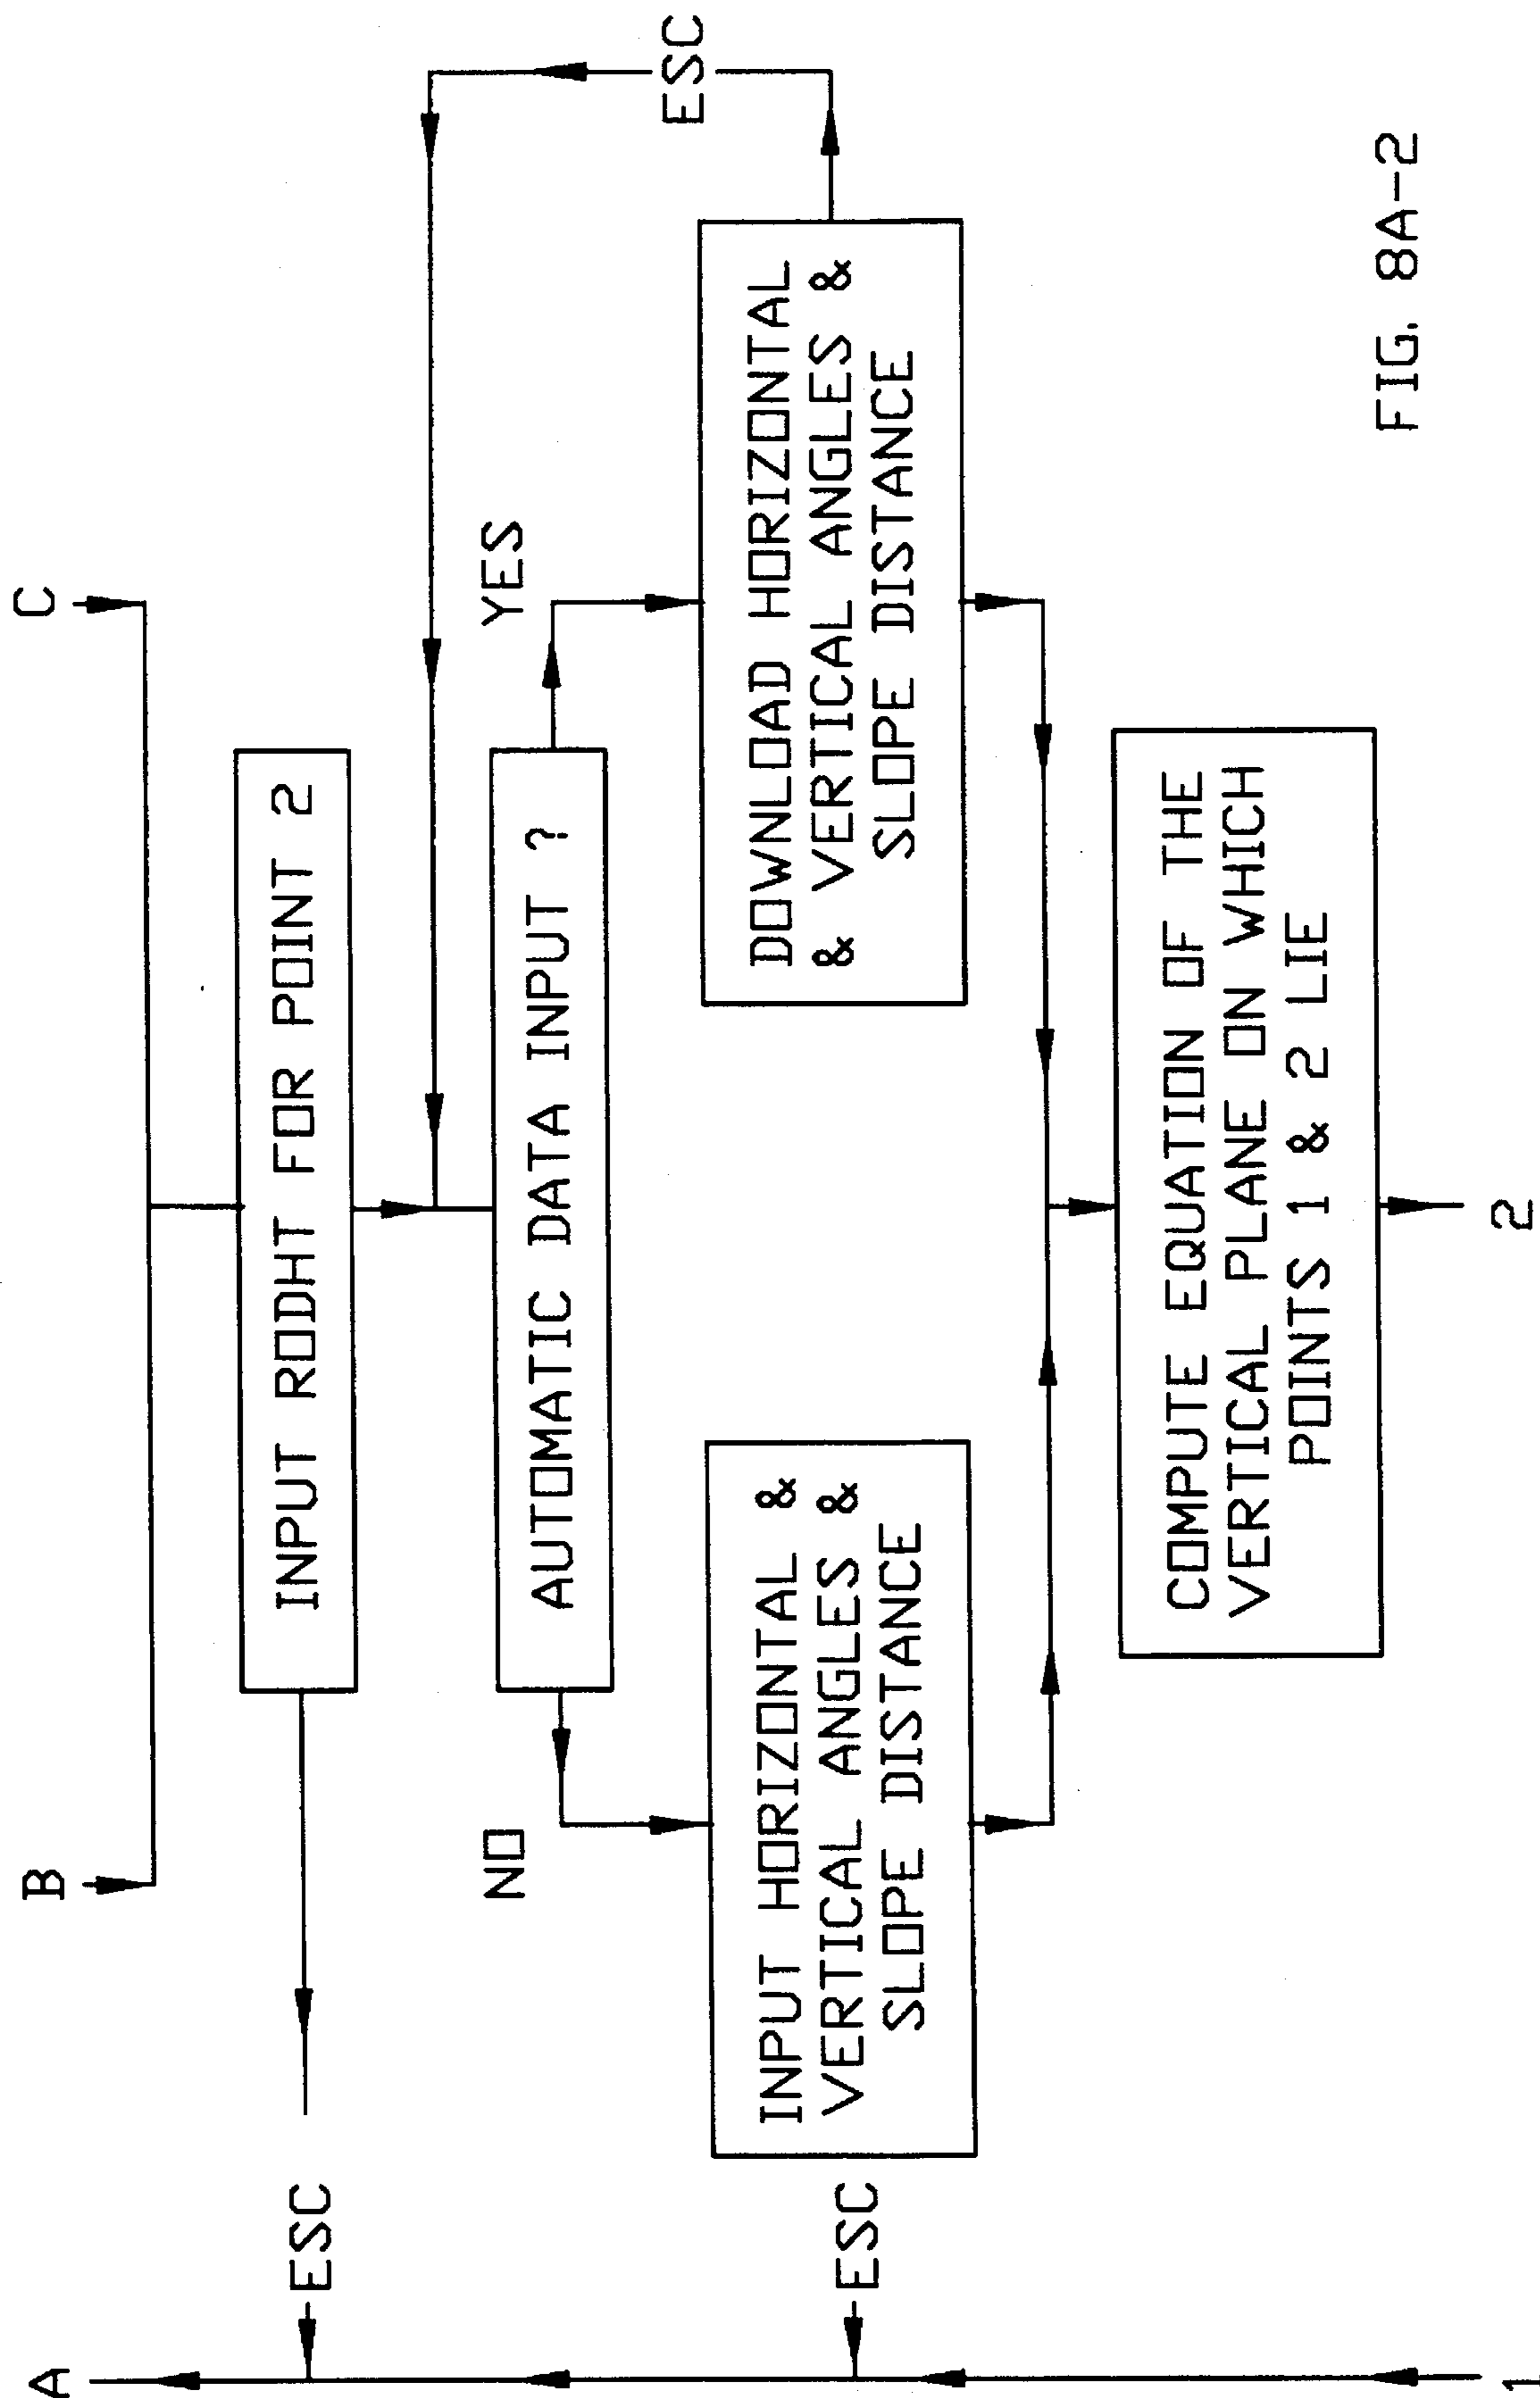 A
B
C
INPUT RODHT FOR POINT 2
ESC
AUTOMATIC DATA INPUT ?
NO
YES
ESC
INPUT HORIZONTAL &
VERTICAL ANGLES &
SLOPE DISTANCE
ESC
DOWNLOAD HORIZONTAL
& VERTICAL ANGLES &
SLOPE DISTANCE
COMPUTE EQUATION OF THE
VERTICAL PLANE ON WHICH
POINTS 1 & 2 LIE
1
2
FIG. 8A-2